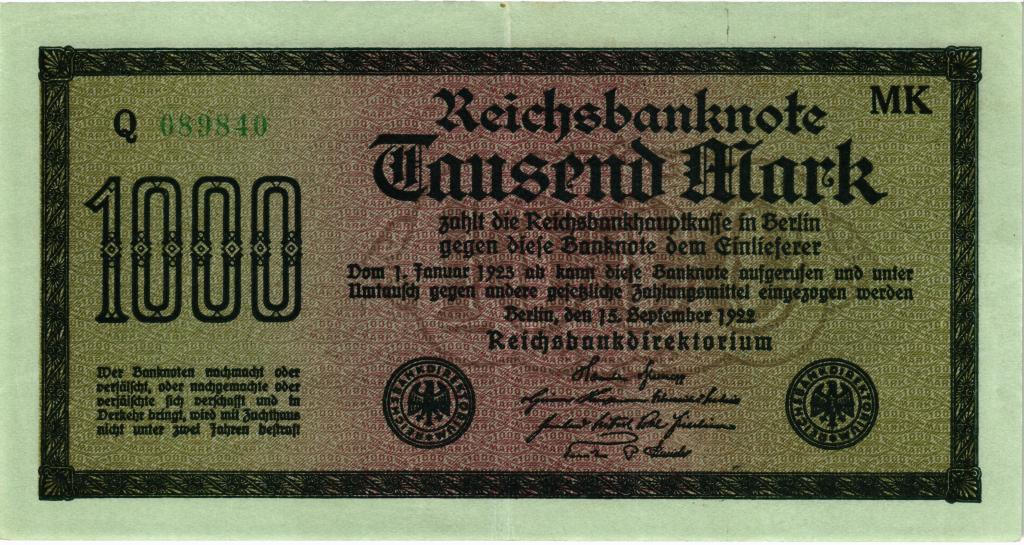 MK
Q 089840
Reichsbanknote
Tausend Mark
1000
zahlt die Reichsbankhauptkasse in Berlin
gegen diese Banknote dem Einlieferer
Vom 1. Januar 1923 ab kann diese Banknote aufgerufen und unter
Umtausch gegen andere gesetzliche Zahlungsmittel eingezogen werden
Berlin, den 15. September 1922
Reichsbankdirektorium
Wer Banknoten nachmacht oder
verfälscht, oder nachgemachte oder
verfälschte sich verschafft und in
Verkehr bringt, wird mit Zuchthaus
nicht unter zwei Jahren bestraft
REICHSBANKDIREKTORIUM
REICHSBANKDIREKTORIUM